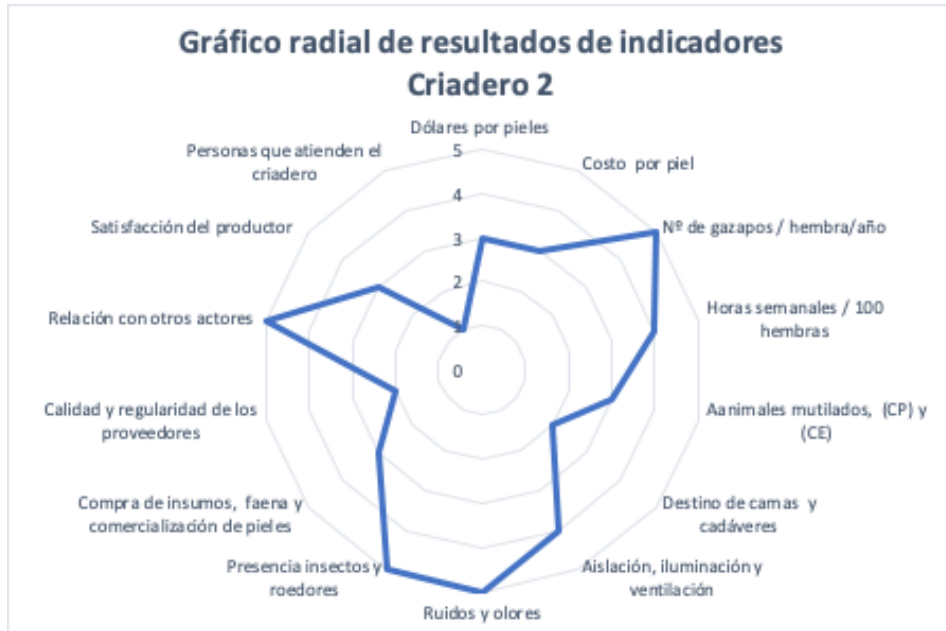 Gráfico radial de resultados de indicadores
Criadero 2
Dólares por pieles
Costo por piel
Nº de gazapos / hembra/año
Horas semanales / 100
hembras
Aanimales mutilados, (CP) y
(CE)
Destino de camas y
cadáveres
Aislación, iluminación y
ventilación
Ruidos y olores
Presencia insectos y
roedores
Compra de insumos, faena y
comercialización de pieles
Calidad y regularidad de los
proveedores
Relación con otros actores
Satisfacción del productor
Personas que atienden el
criadero
5
4
3
2
1
0